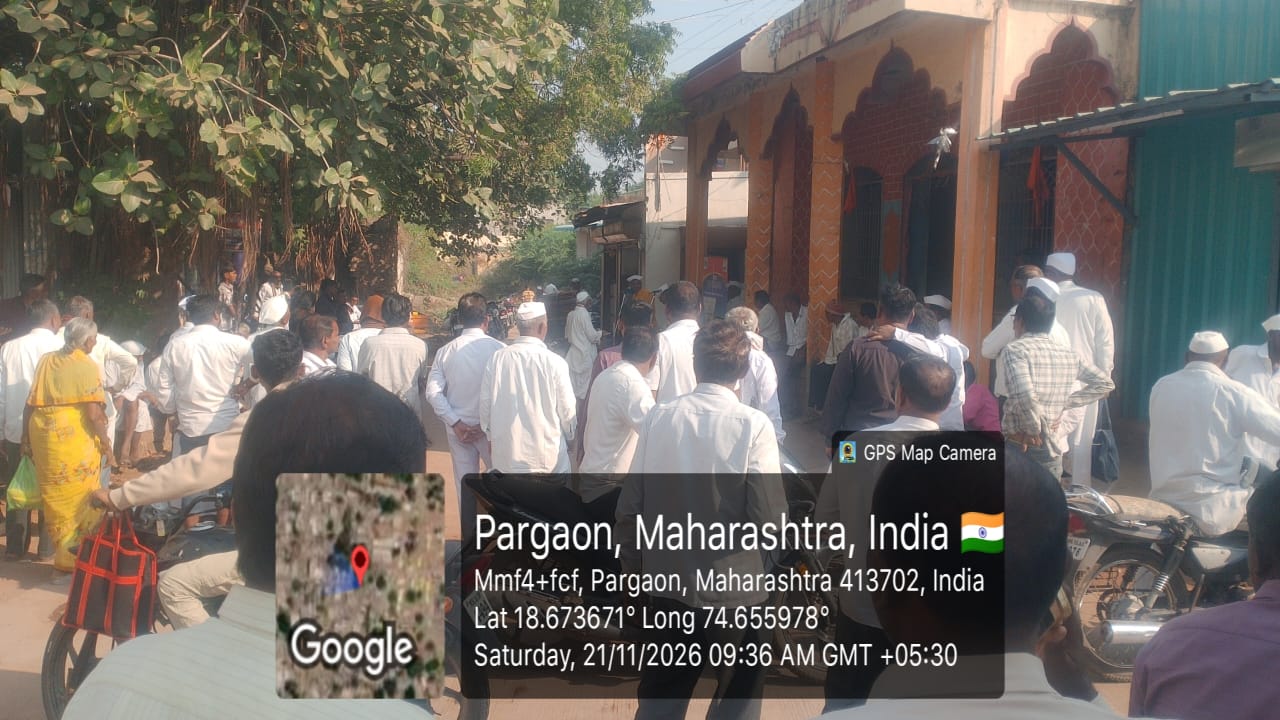 GPS Map Camera
Pargaon, Maharashtra, India
Mmf4+fcf, Pargaon, Maharashtra 413702, India
Lat 18.673671° Long 74.655978°
Saturday, 21/11/2026 09:36 AM GMT +05:30
Google